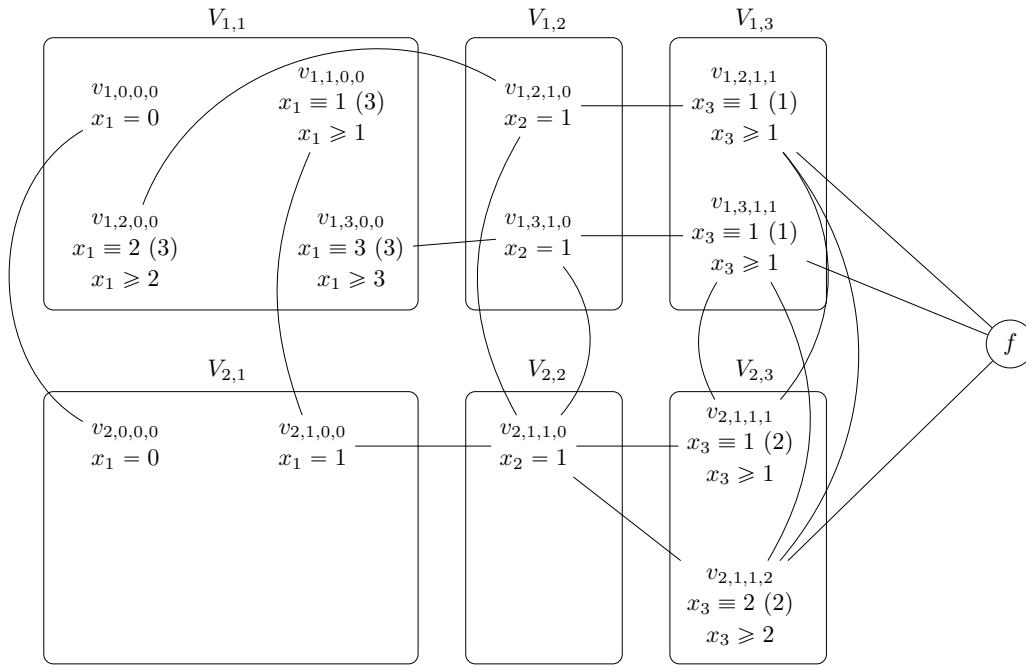 V_{1,1}
V_{1,2}
V_{1,3}
v_{1,0,0,0}
x_1 = 0
v_{1,1,0,0}
x_1 ≡ 1 (3)
x_1 ⩾ 1
v_{1,2,1,0}
x_2 = 1
v_{1,2,1,1}
x_3 ≡ 1 (1)
x_3 ⩾ 1
v_{1,2,0,0}
x_1 ≡ 2 (3)
x_1 ⩾ 2
v_{1,3,0,0}
x_1 ≡ 3 (3)
x_1 ⩾ 3
v_{1,3,1,0}
x_2 = 1
v_{1,3,1,1}
x_3 ≡ 1 (1)
x_3 ⩾ 1
f
V_{2,1}
V_{2,2}
V_{2,3}
v_{2,0,0,0}
x_1 = 0
v_{2,1,0,0}
x_1 = 1
v_{2,1,1,0}
x_2 = 1
v_{2,1,1,1}
x_3 ≡ 1 (2)
x_3 ⩾ 1
v_{2,1,1,2}
x_3 ≡ 2 (2)
x_3 ⩾ 2